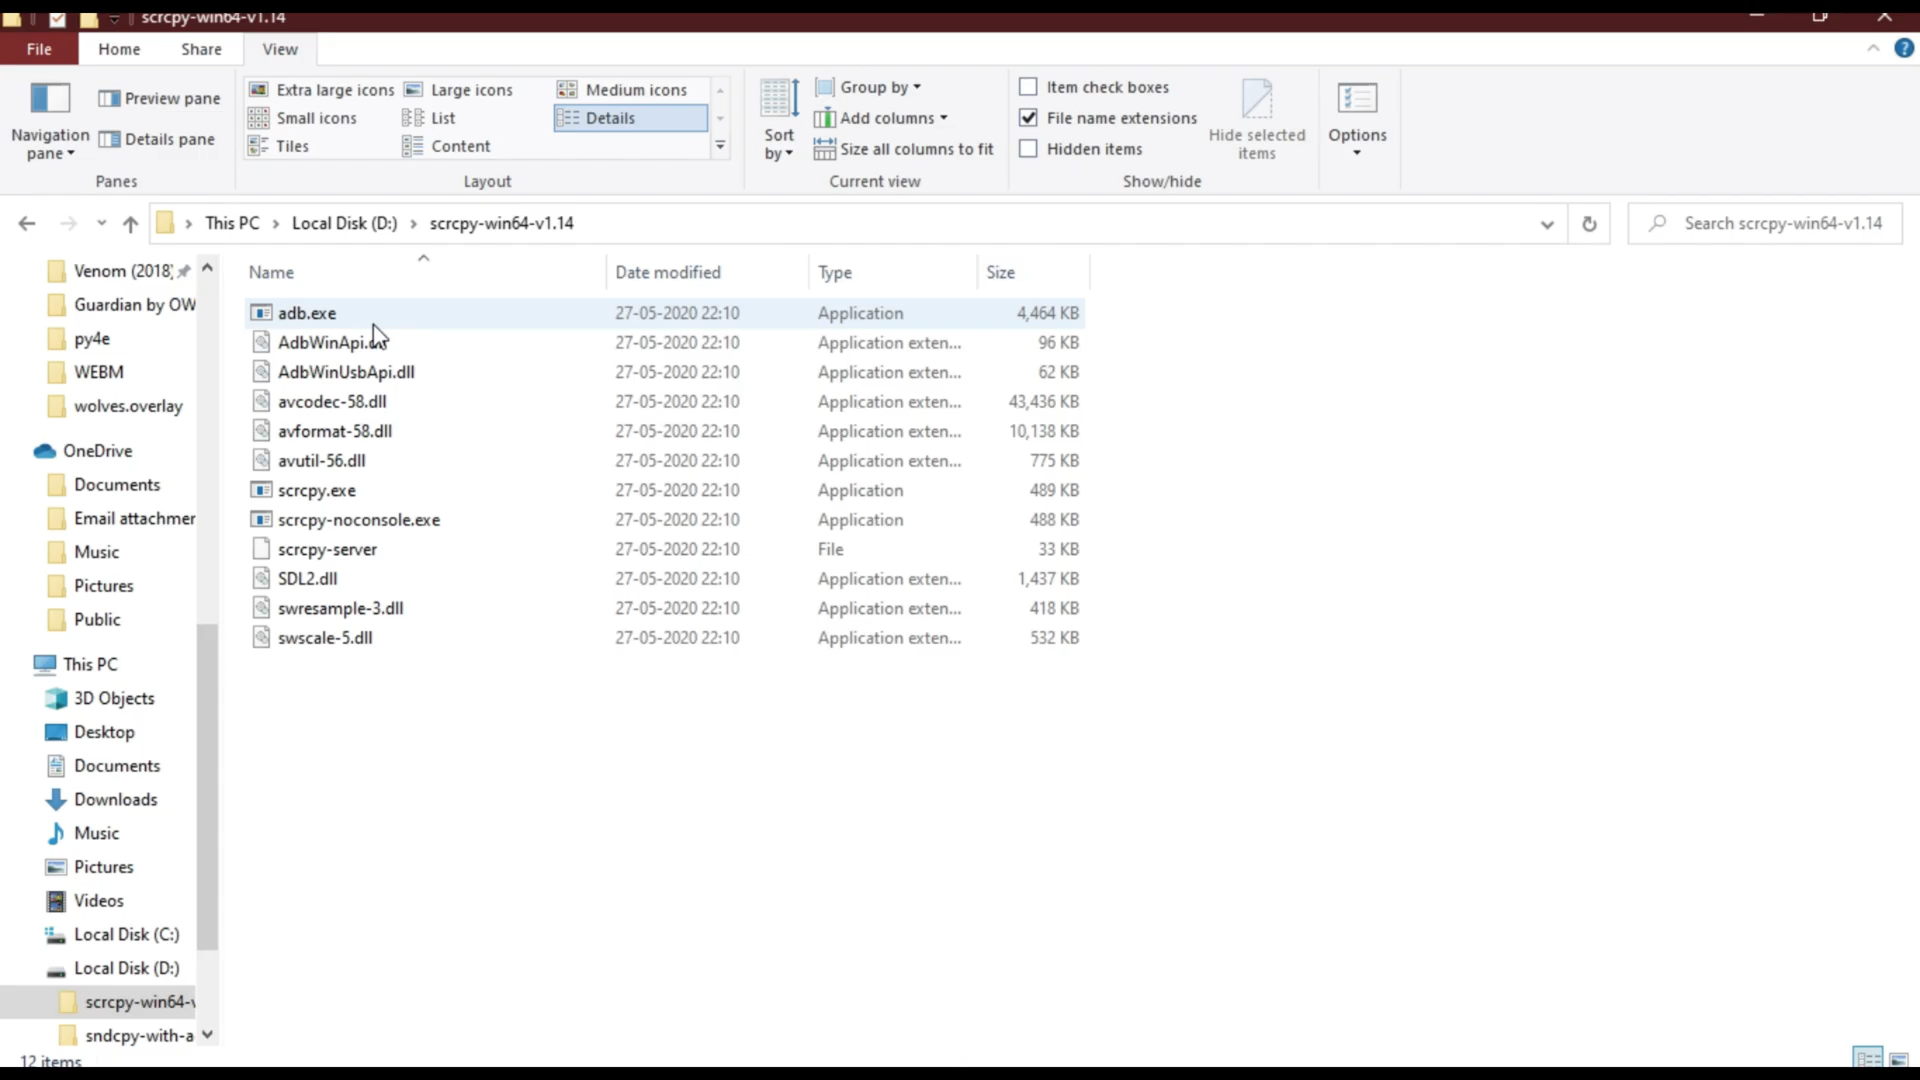 scrcpy-win64-v1.14
File Home Share View
Navigation pane
Preview pane
Details pane
Panes
Extra large icons Large icons Medium icons
Small icons List Details
Tiles Content
Layout
Sort by
Group by
Add columns
Size all columns to fit
Current view
Item check boxes
File name extensions
Hidden items
Hide selected items
Show/hide
Options
This PC > Local Disk (D:) > scrcpy-win64-v1.14
Search scrcpy-win64-v1.14
Venom (2018)
Guardian by OW
py4e
WEBM
wolves.overlay
OneDrive
Documents
Email attachmen
Music
Pictures
Public
This PC
3D Objects
Desktop
Documents
Downloads
Music
Pictures
Videos
Local Disk (C:)
Local Disk (D:)
scrcpy-win64-v
sndcpy-with-a
Name Date modified Type Size
adb.exe 27-05-2020 22:10 Application 4,464 KB
AdbWinApi.d 27-05-2020 22:10 Application exten... 96 KB
AdbWinUsbApi.dll 27-05-2020 22:10 Application exten... 62 KB
avcodec-58.dll 27-05-2020 22:10 Application exten... 43,436 KB
avformat-58.dll 27-05-2020 22:10 Application exten... 10,138 KB
avutil-56.dll 27-05-2020 22:10 Application exten... 775 KB
scrcpy.exe 27-05-2020 22:10 Application 489 KB
scrcpy-noconsole.exe 27-05-2020 22:10 Application 488 KB
scrcpy-server 27-05-2020 22:10 File 33 KB
SDL2.dll 27-05-2020 22:10 Application exten... 1,437 KB
swresample-3.dll 27-05-2020 22:10 Application exten... 418 KB
swscale-5.dll 27-05-2020 22:10 Application exten... 532 KB
12 items